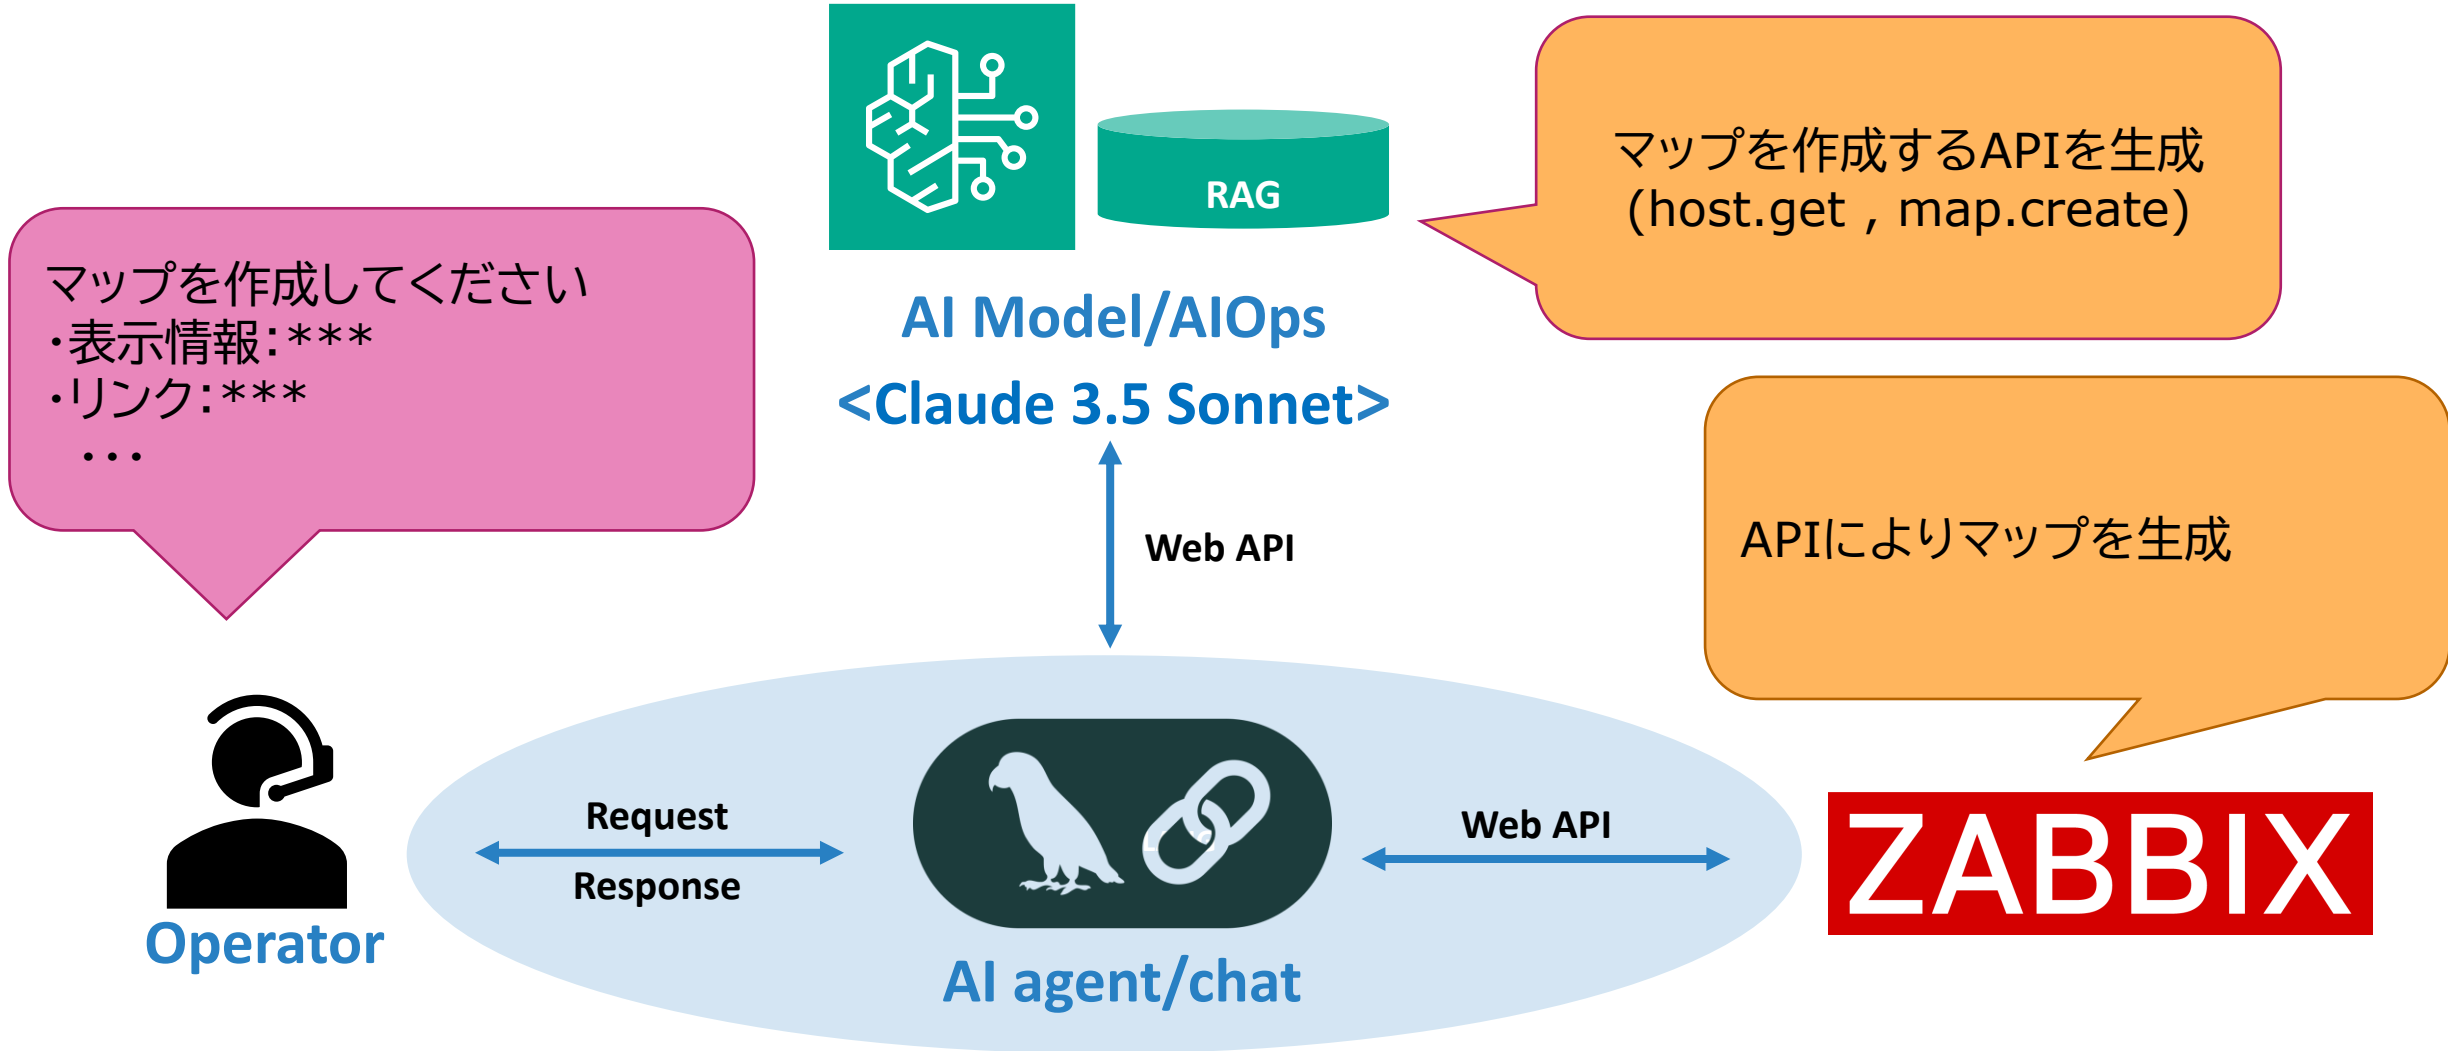 RAG
マップを作成するAPIを生成
(host.get , map.create)
マップを作成してください
・表示情報：***
・リンク：***
・・・
AI Model/AIOps
<Claude 3.5 Sonnet>
APIによりマップを生成
Web API
Request
Response
Web API
ZABBIX
Operator
AI agent/chat